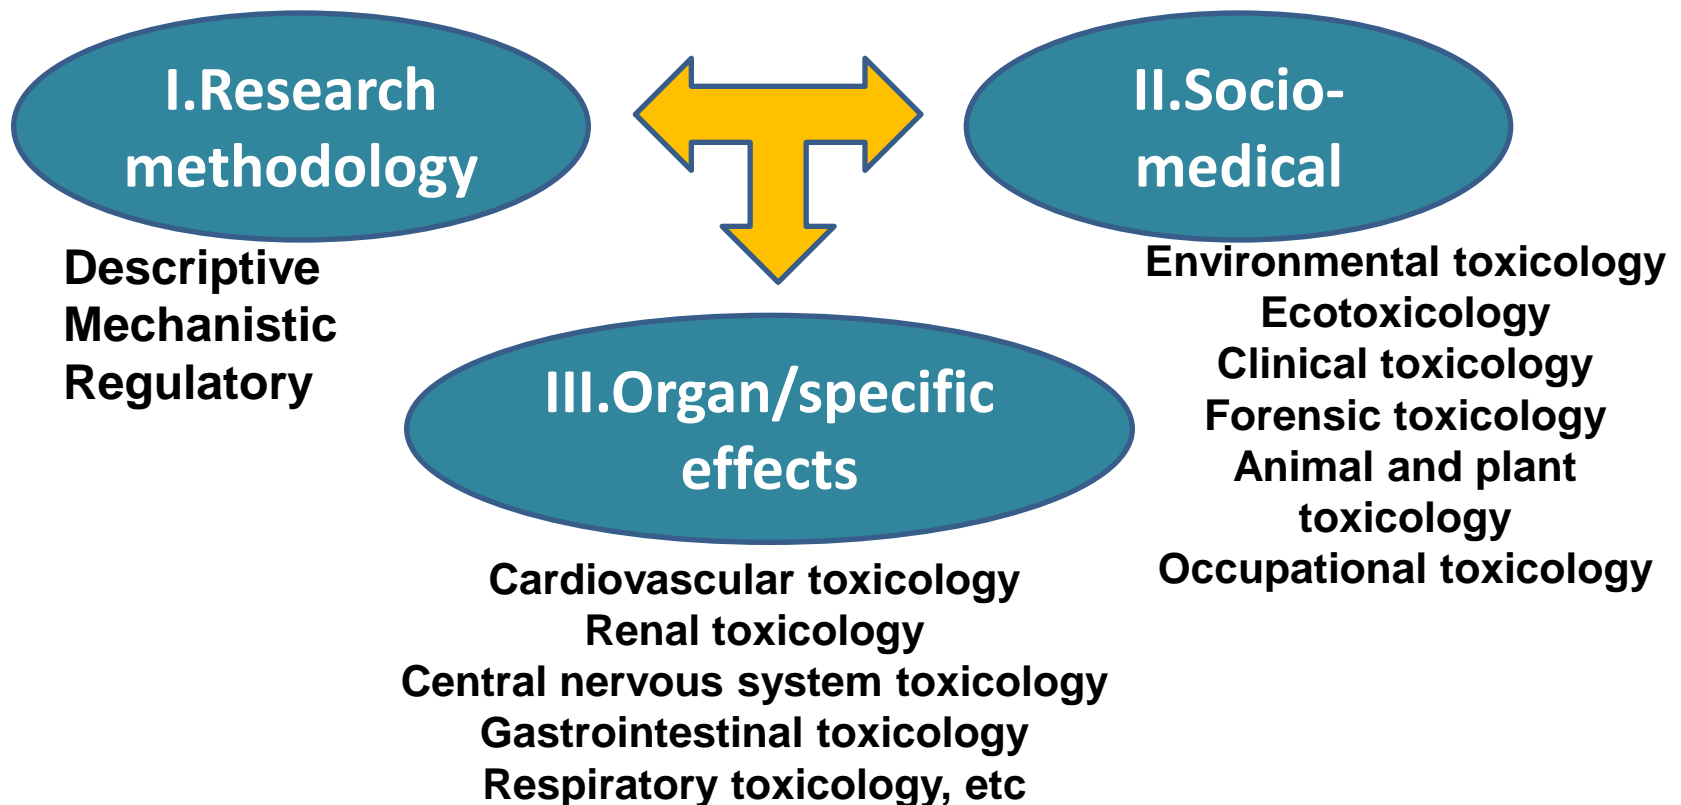 I.Research
methodology
Descriptive
Mechanistic
Regulatory
II.Socio-
medical
Environmental toxicology
Ecotoxicology
Clinical toxicology
Forensic toxicology
Animal and plant
toxicology
Occupational toxicology
III.Organ/specific
effects
Cardiovascular toxicology
Renal toxicology
Central nervous system toxicology
Gastrointestinal toxicology
Respiratory toxicology, etc